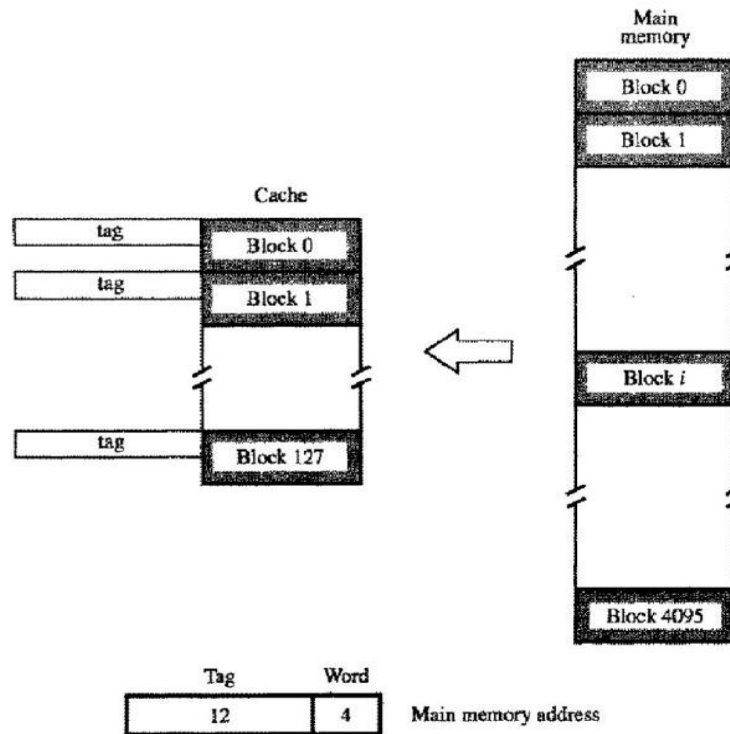 Main
memory
Block 0
Block 1
Cache
tag
Block 0
tag
Block 1
Block i
tag
Block 127
Block 4095
Tag
Word
12
4
Main memory address